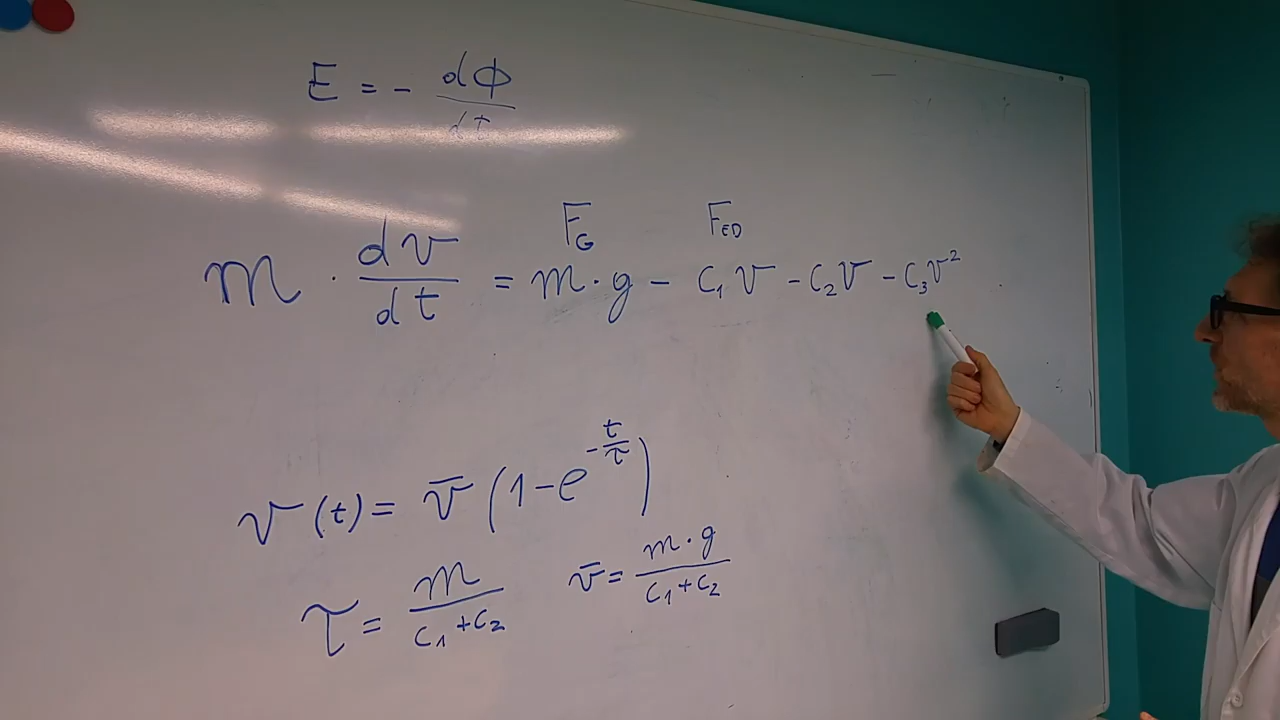 E = - dΦ/dt
F_G F_ED
m · dv/dt = m · g - C₁v - C₂v - C₃v²
v(t) = v̅ (1 - e^(-t/τ))
τ = m/(C₁+C₂) v̅ = m · g/(C₁+C₂)